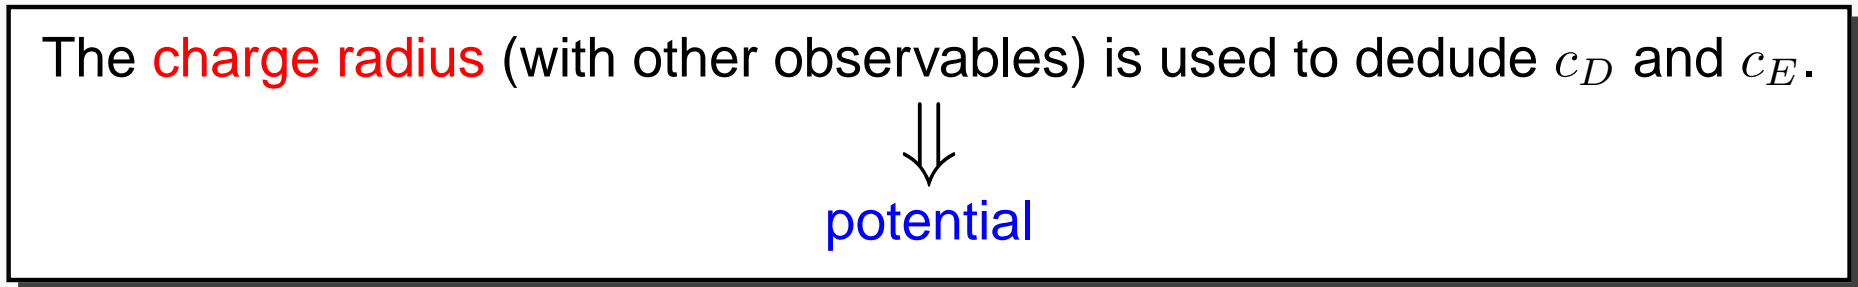 The charge radius (with other observables) is used to dedude $c_D$ and $c_E$.
⇓
potential